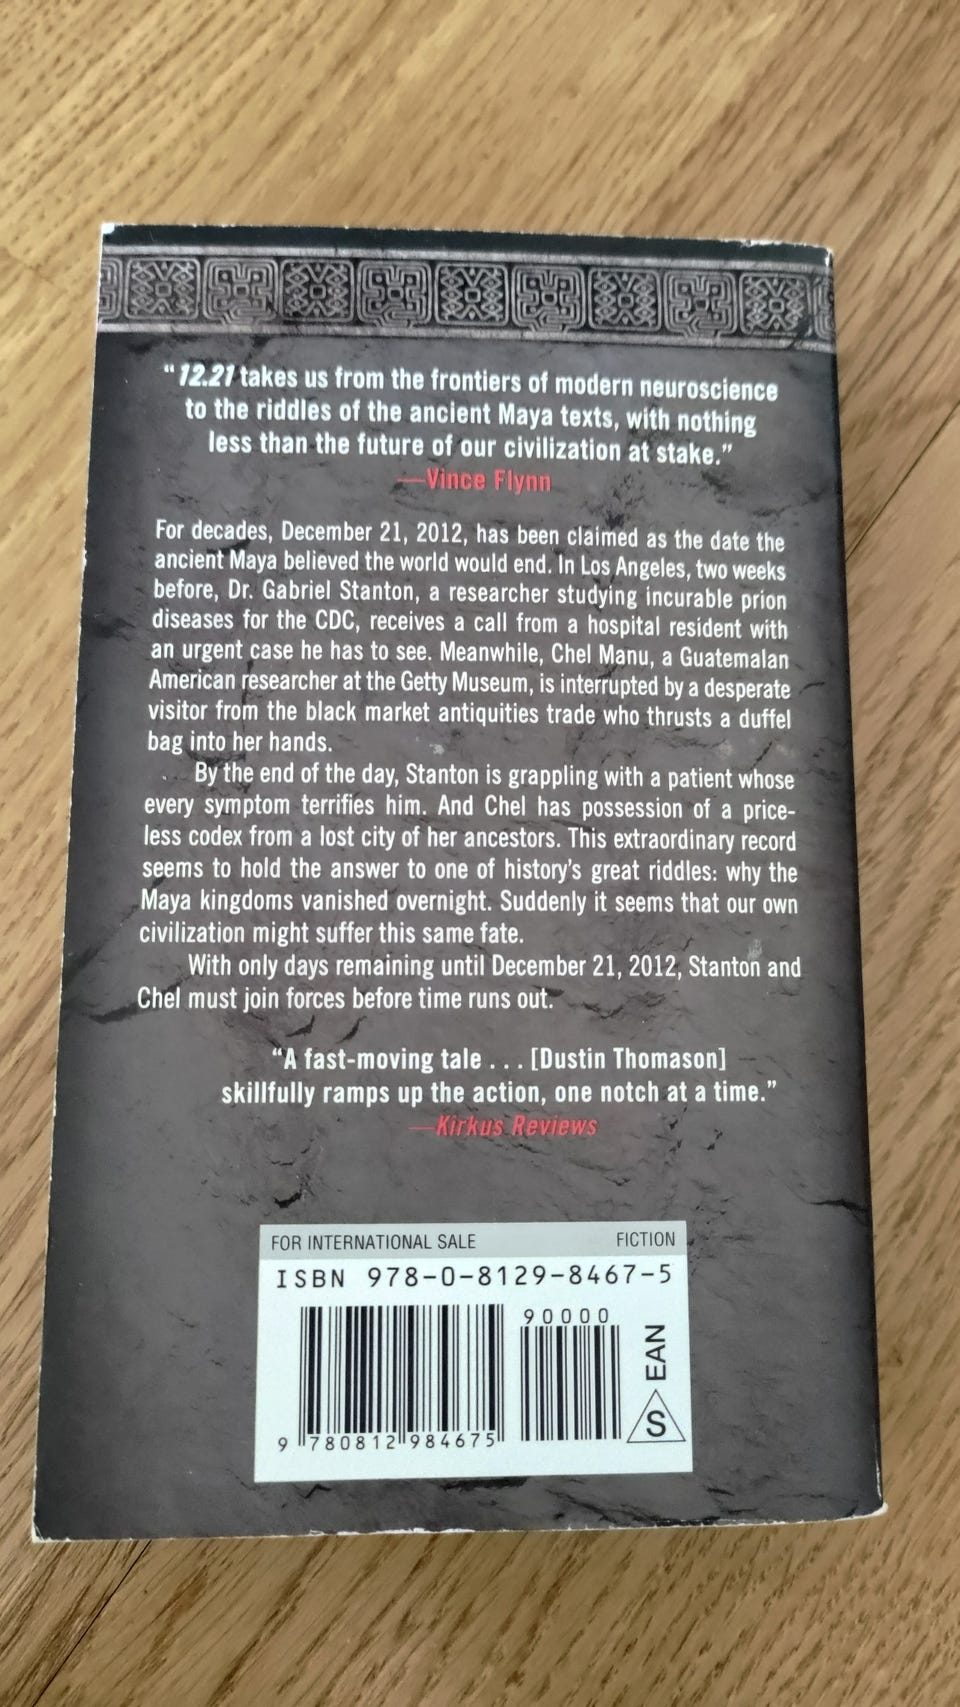 “12.21 takes us from the frontiers of modern neuroscience
to the riddles of the ancient Maya texts, with nothing
less than the future of our civilization at stake.”
—Vince Flynn
For decades, December 21, 2012, has been claimed as the date the
ancient Maya believed the world would end. In Los Angeles, two weeks
before, Dr. Gabriel Stanton, a researcher studying incurable prion
diseases for the CDC, receives a call from a hospital resident with
an urgent case he has to see. Meanwhile, Chel Manu, a Guatemalan
American researcher at the Getty Museum, is interrupted by a desperate
visitor from the black market antiquities trade who thrusts a duffel
bag into her hands.
By the end of the day, Stanton is grappling with a patient whose
every symptom terrifies him. And Chel has possession of a price-
less codex from a lost city of her ancestors. This extraordinary record
seems to hold the answer to one of history’s great riddles: why the
Maya kingdoms vanished overnight. Suddenly it seems that our own
civilization might suffer this same fate.
With only days remaining until December 21, 2012, Stanton and
Chel must join forces before time runs out.
“A fast-moving tale . . . [Dustin Thomason]
skillfully ramps up the action, one notch at a time.”
—Kirkus Reviews
FOR INTERNATIONAL SALE FICTION
ISBN 978-0-8129-8467-5
90000
9 780812 984675
EAN
S